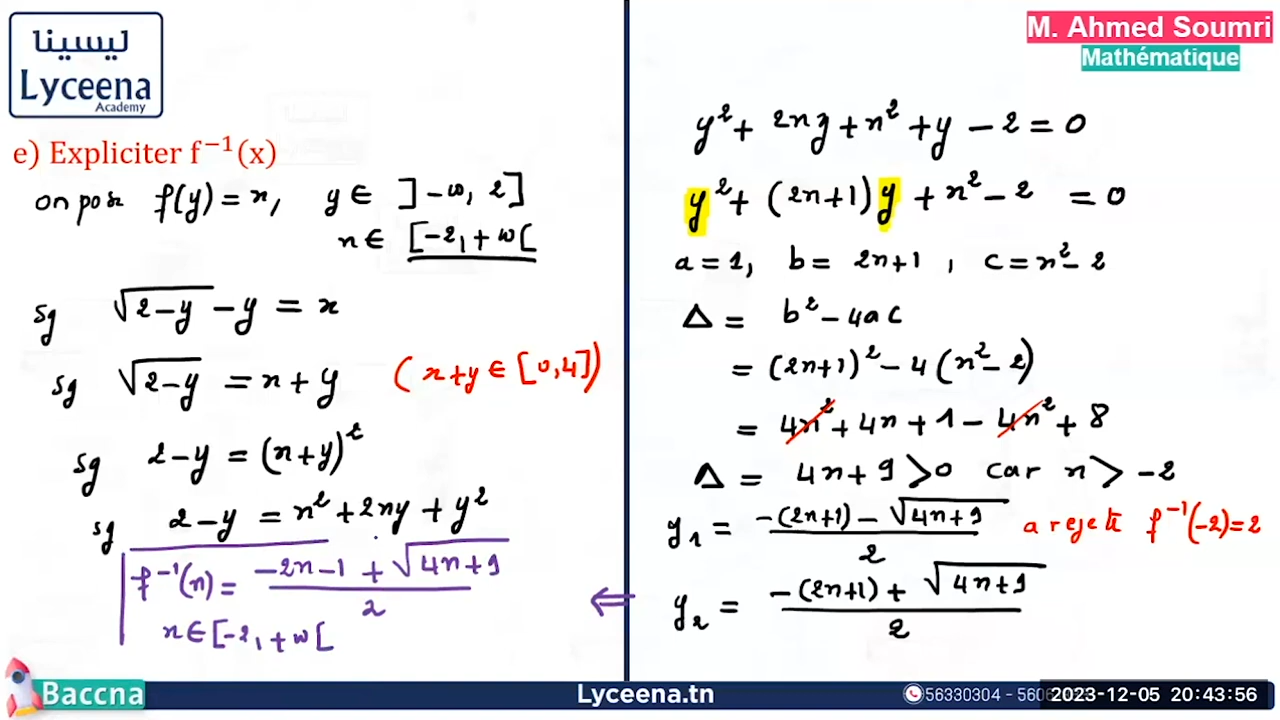 ليسينا
Lyceena
Academy
M. Ahmed Soumri
Mathématique
e) Expliciter f⁻¹(x)
on pose f(y) = x, y ∈ ]-∞, 2]
x ∈ [-2, +∞[
sg √(2-y) - y = x
sg √(2-y) = x + y (x+y ∈ [0,4])
sg 2-y = (x+y)²
sg 2-y = x² + 2xy + y²
f⁻¹(x) = (-2x-1 + √(4x+9))/2
x ∈ [-2, +∞[
y² + 2xy + x² + y - 2 = 0
y² + (2x+1)y + x² - 2 = 0
a = 1, b = 2x+1, c = x² - 2
Δ = b² - 4ac
= (2x+1)² - 4(x²-2)
= 4x² + 4x + 1 - 4x² + 8
Δ = 4x + 9 > 0 car x > -2
y₁ = (-(2x+1) - √(4x+9))/2 a rejeté f⁻¹(-2)=2
y₂ = (-(2x+1) + √(4x+9))/2
⇐
Baccna
Lyceena.tn
56330304 - 560
2023-12-05 20:43:56